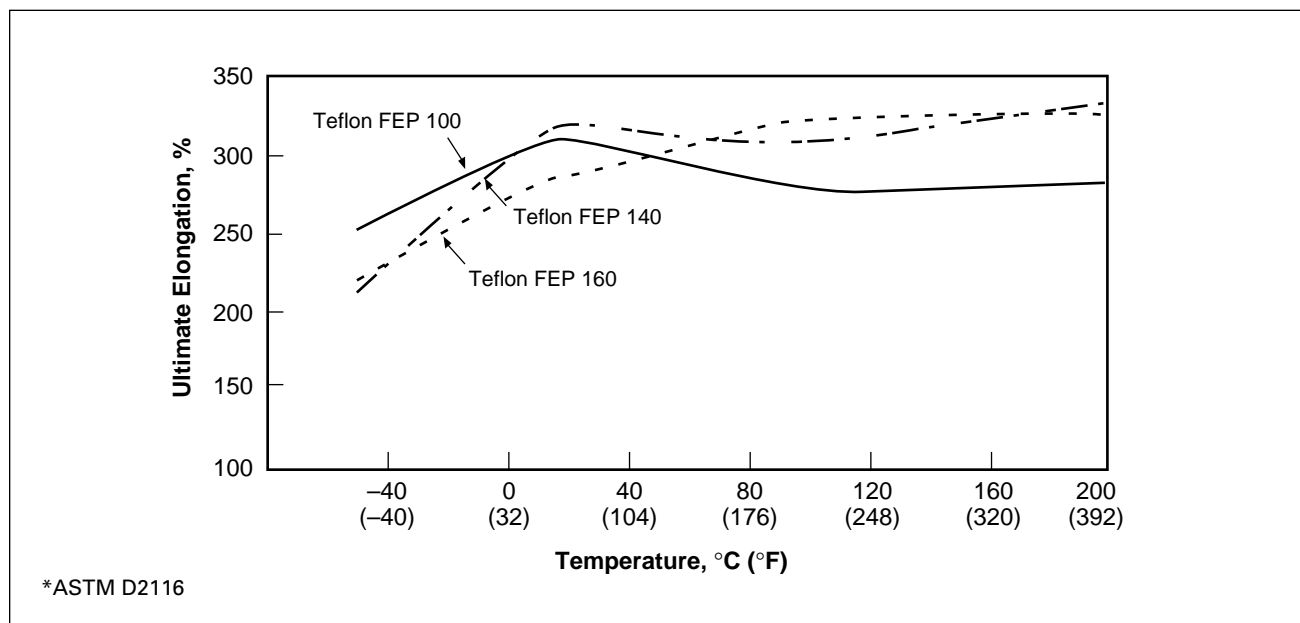 350
300
250
200
150
100
Ultimate Elongation, %
Teflon FEP 100
Teflon FEP 140
Teflon FEP 160
–40 0 40 80 120 160 200
(–40) (32) (104) (176) (248) (320) (392)
Temperature, °C (°F)
*ASTM D2116